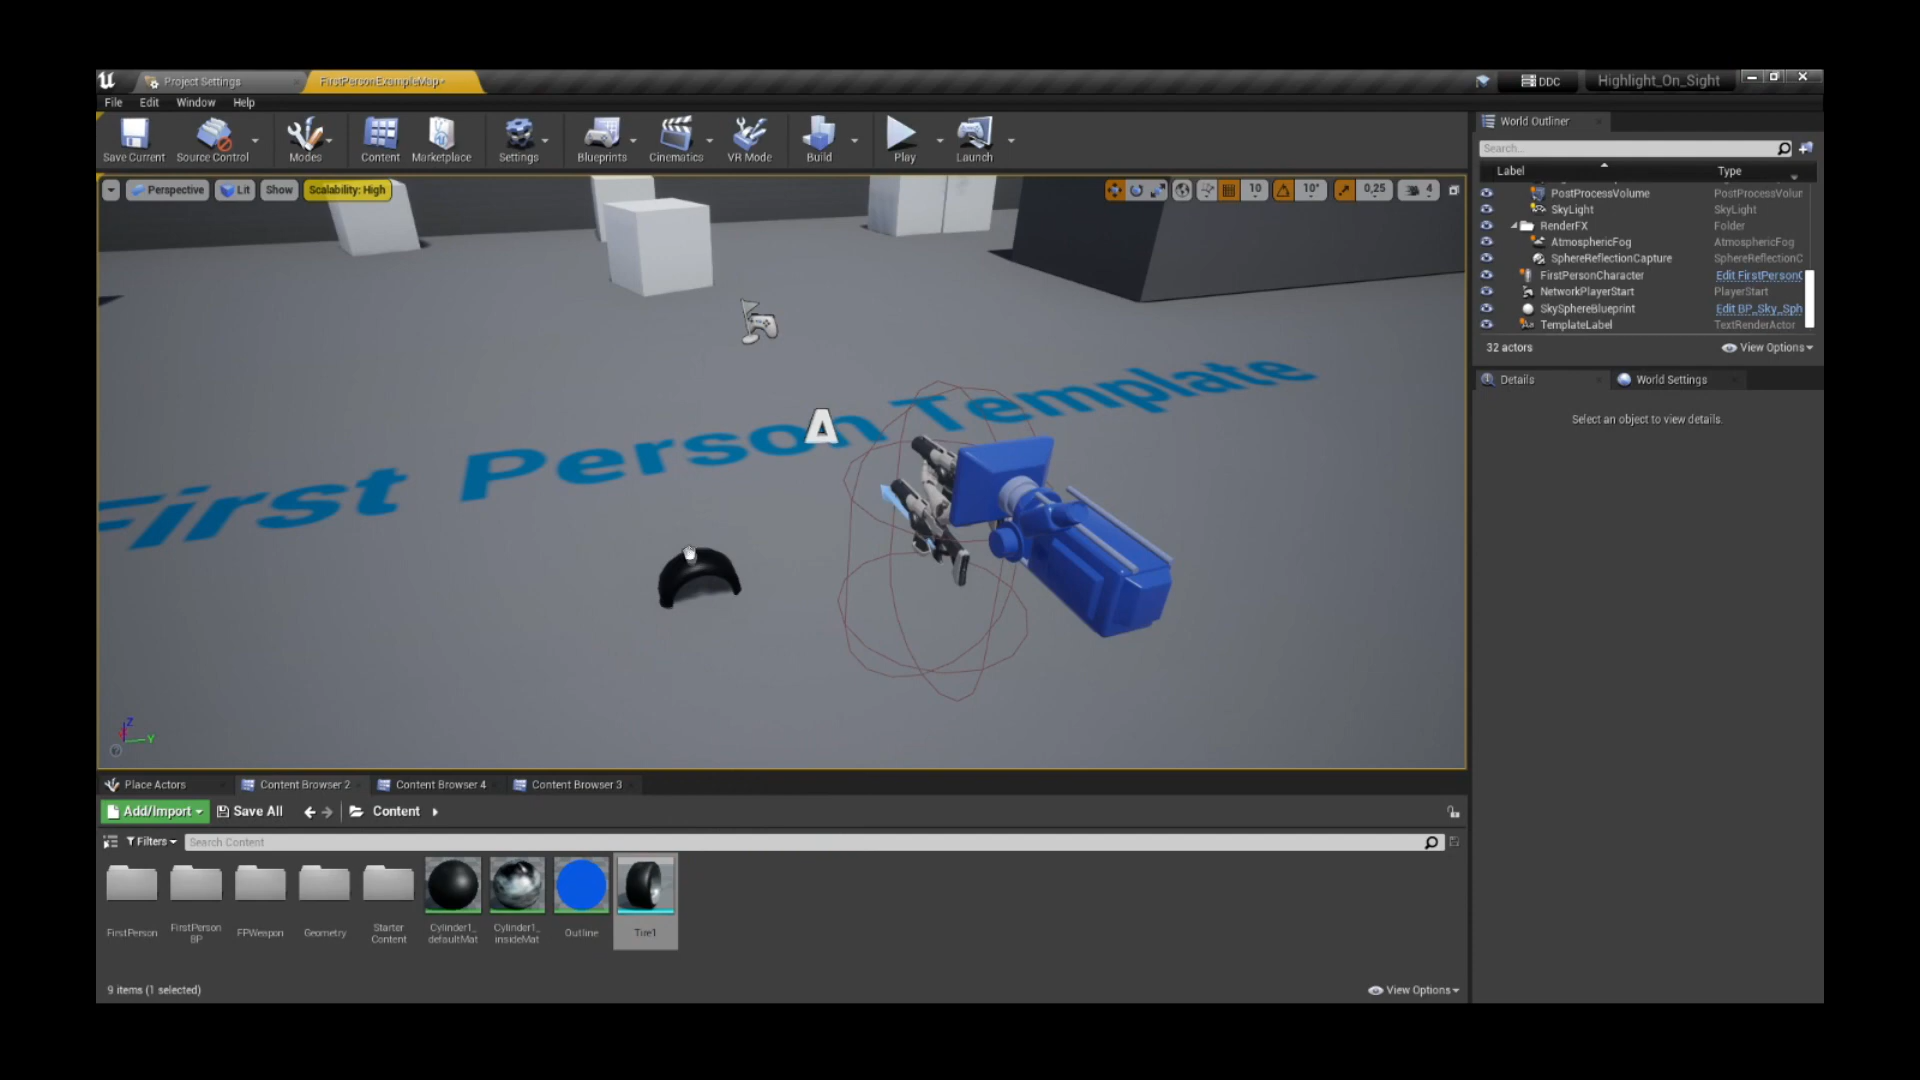 Project Settings
FirstPersonExampleMap*
DDC
Highlight_On_Sight
File Edit Window Help
Save Current
Source Control
Modes
Content
Marketplace
Settings
Blueprints
Cinematics
VR Mode
Build
Play
Launch
Perspective
Lit
Show
Scalability: High
10
10°
0,25
4
First Person Template
A
Z
Y
World Outliner
Search...
Label Type
PostProcessVolume PostProcessVolun
SkyLight SkyLight
RenderFX Folder
AtmosphericFog AtmosphericFog
SphereReflectionCapture SphereReflectionC
FirstPersonCharacter Edit FirstPersonC
NetworkPlayerStart PlayerStart
SkySphereBlueprint Edit BP_Sky_Sph
TemplateLabel TextRenderActor
32 actors
View Options
Details
World Settings
Select an object to view details.
Place Actors
Content Browser 2
Content Browser 4
Content Browser 3
Add/Import
Save All
Content
Filters
Search Content
FirstPerson
FirstPerson
BP
FPWeapon
Geometry
Starter
Content
Cylinder1_
defaultMat
Cylinder1_
insideMat
Outline
Tire1
9 items (1 selected)
View Options